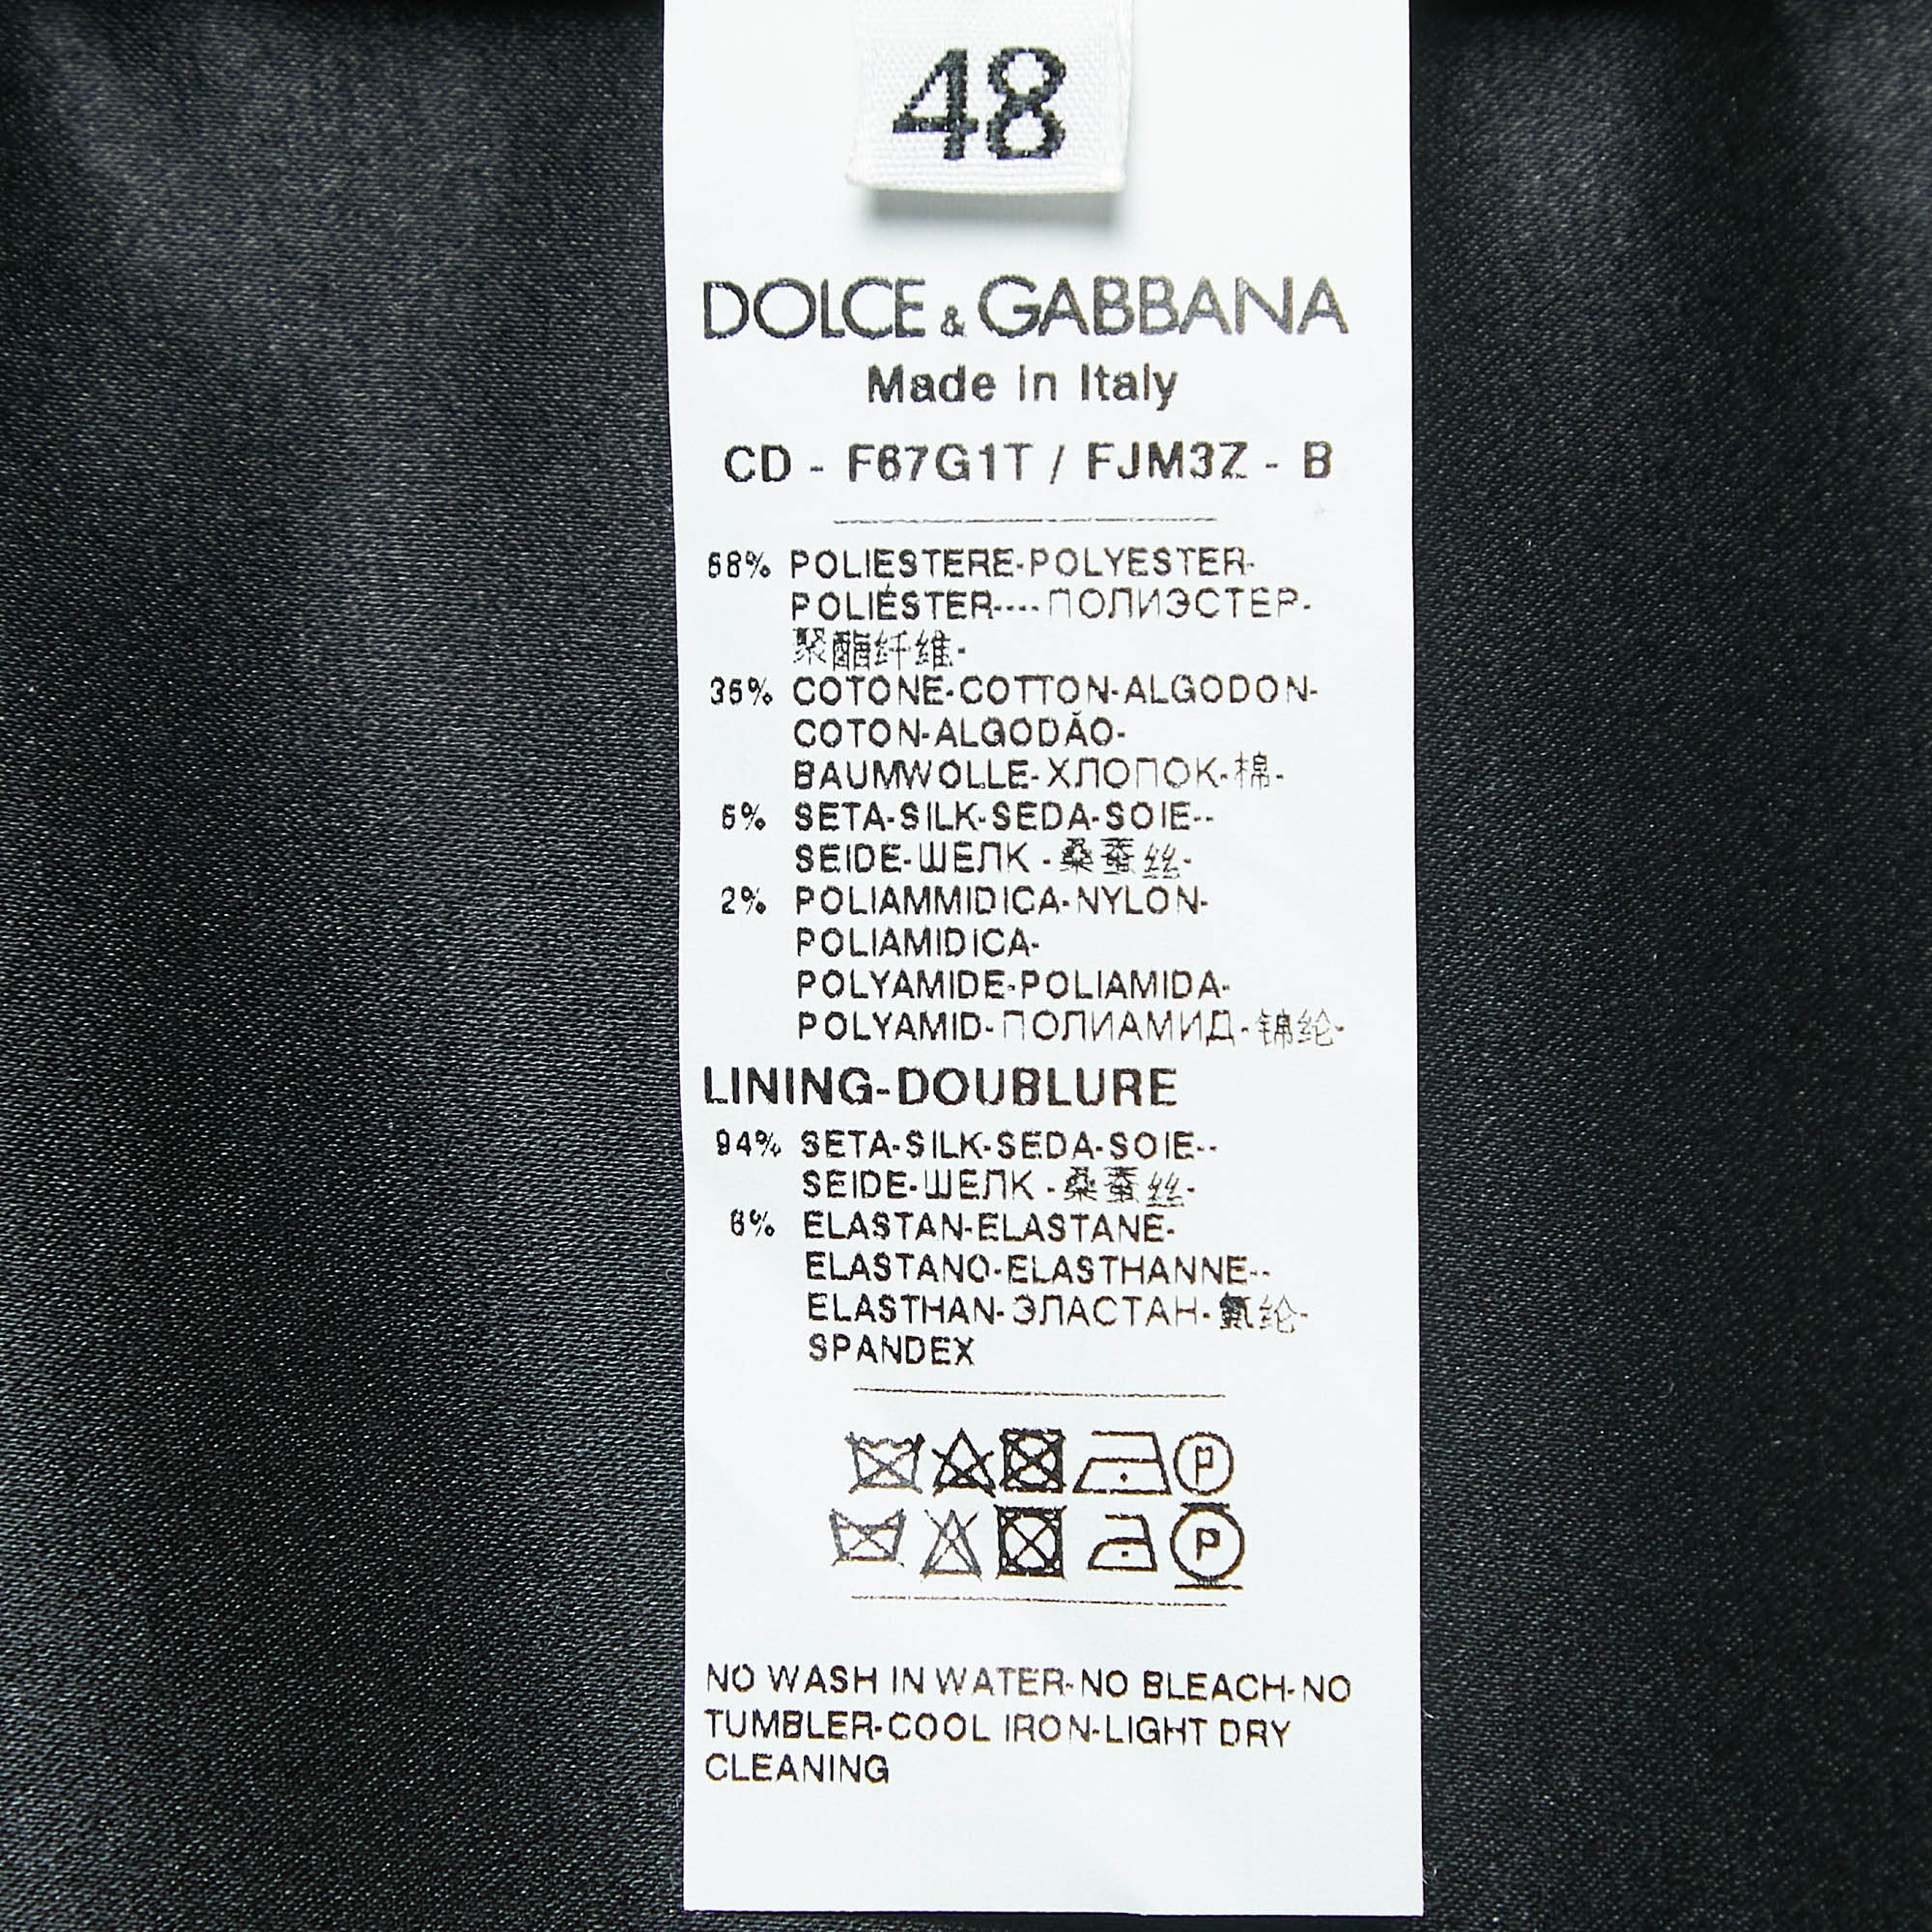 48
DOLCE & GABBANA
Made in Italy
CD - F67G1T / FJM3Z - B
58% POLIESTERE-POLYESTER-
POLIÉSTER----ПОЛИЭСТЕР-
聚酯纤维-
35% COTONE-COTTON-ALGODON-
COTON-ALGODÃO-
BAUMWOLLE-ХЛОПОК-棉-
5% SETA-SILK-SEDA-SOIE--
SEIDE-ШЕЛК-桑蚕丝-
2% POLIAMMIDICA-NYLON-
POLIAMIDICA-
POLYAMIDE-POLIAMIDA-
POLYAMID-ПОЛИАМИД-锦纶-
LINING-DOUBLURE
94% SETA-SILK-SEDA-SOIE--
SEIDE-ШЕЛК-桑蚕丝-
6% ELASTAN-ELASTANE-
ELASTANO-ELASTHANNE--
ELASTHAN-ЭЛАСТАН-氨纶-
SPANDEX
P
P
NO WASH IN WATER-NO BLEACH-NO
TUMBLER-COOL IRON-LIGHT DRY
CLEANING